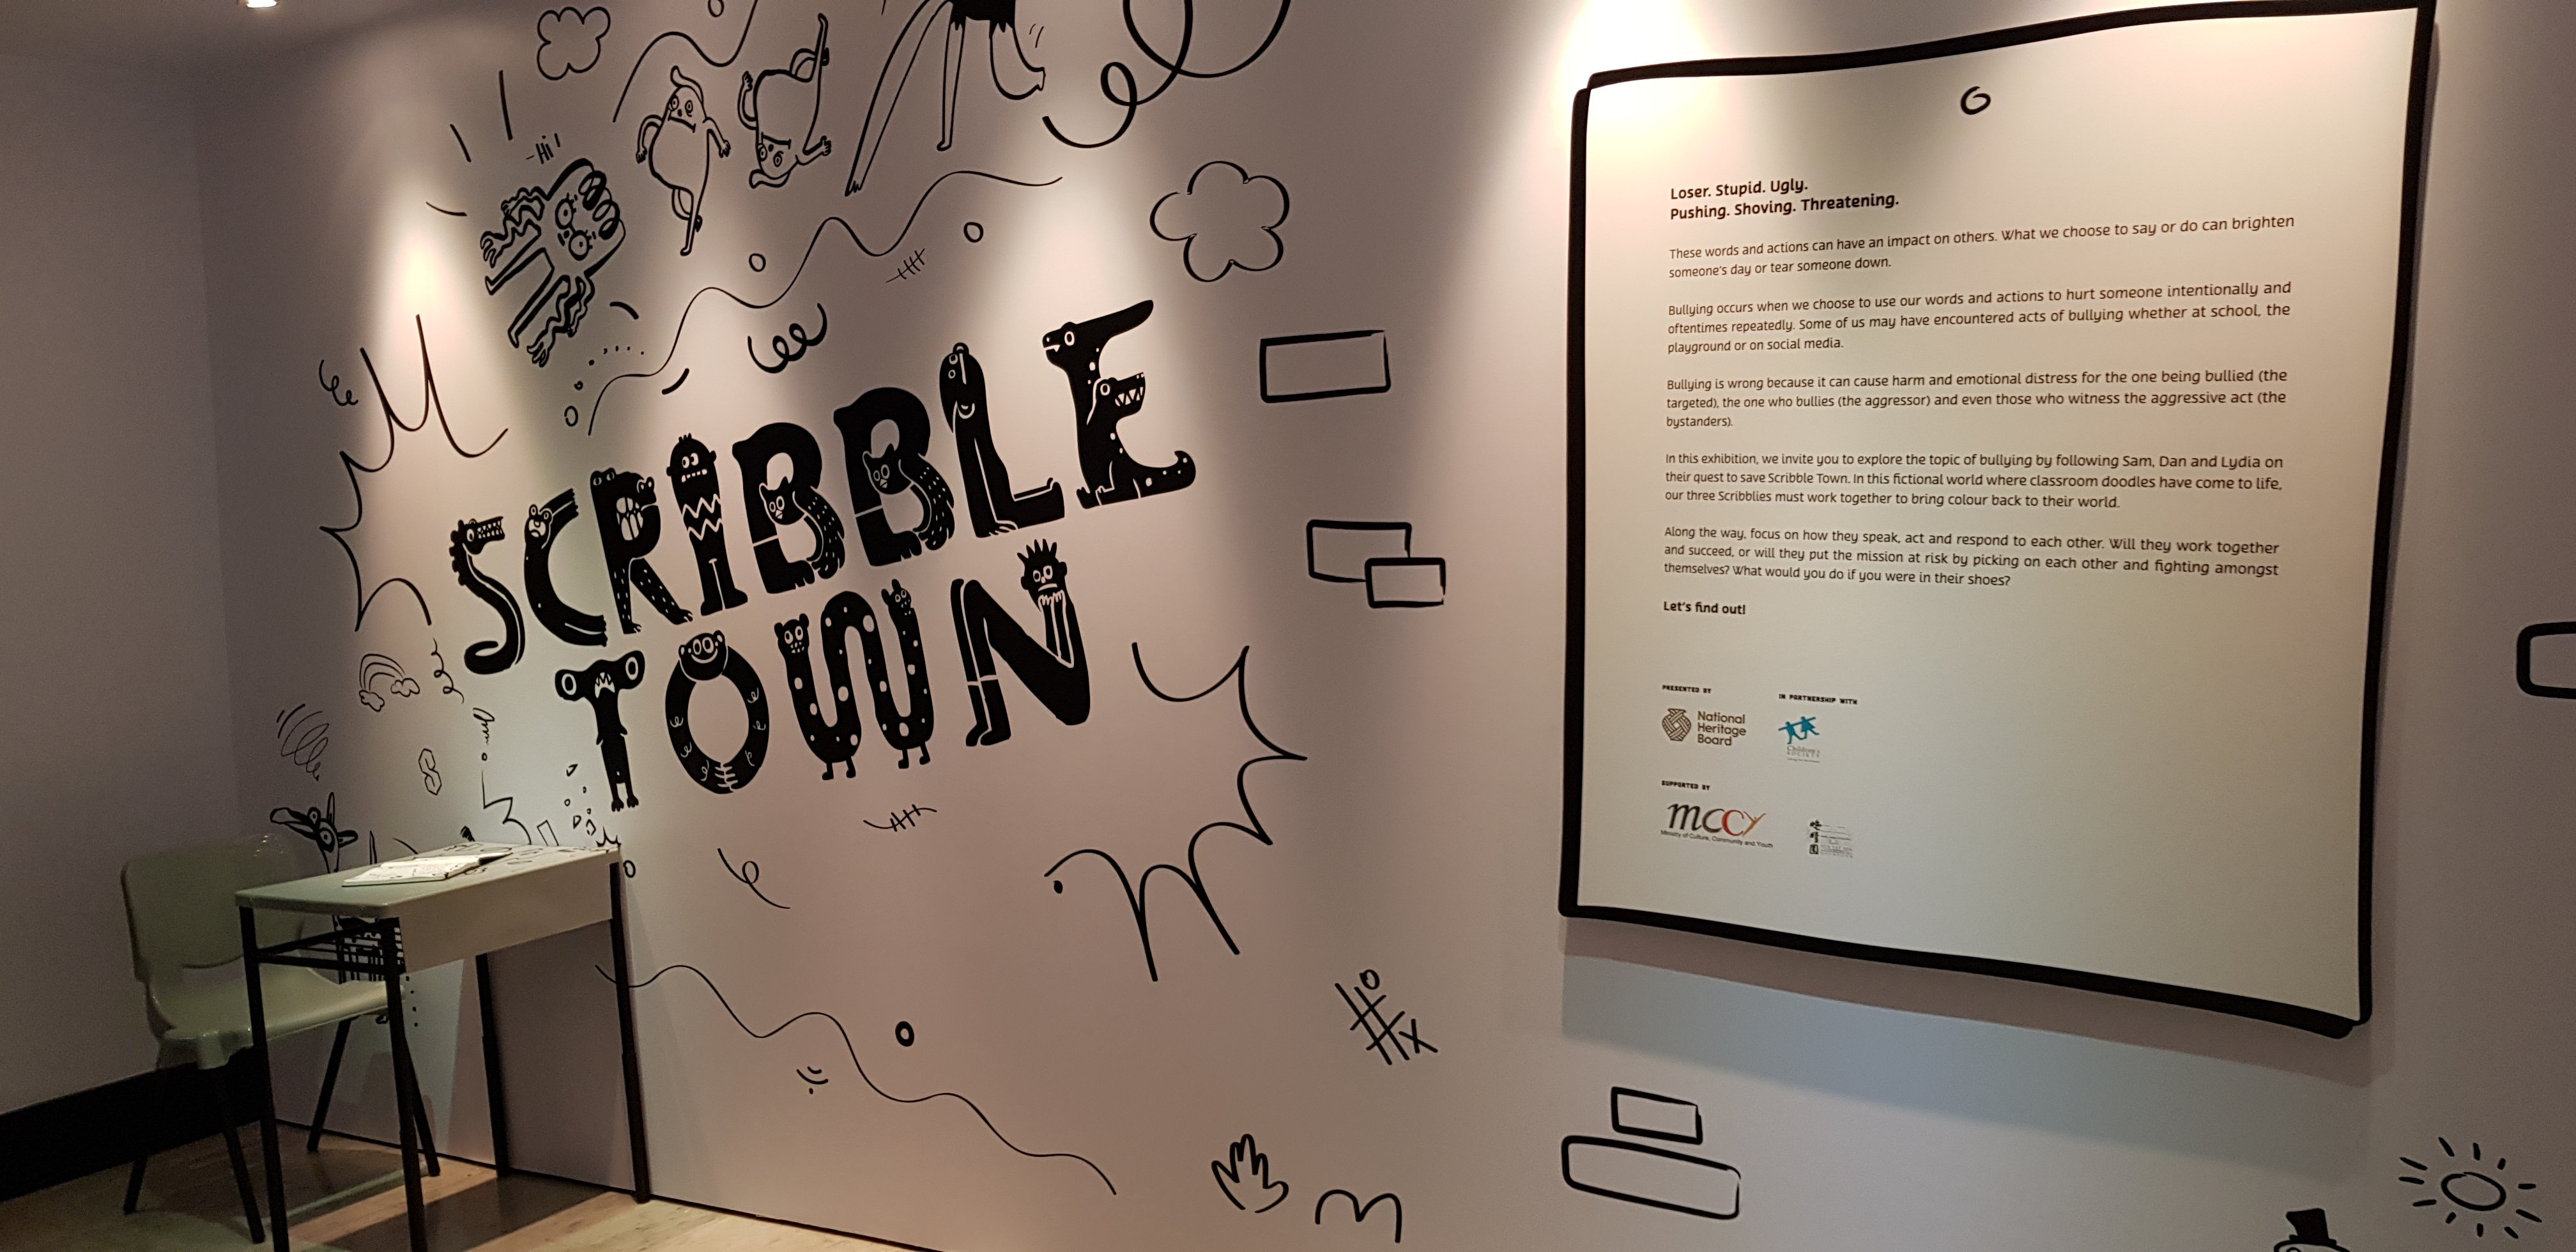 Hi!
SCRIBBLE
TOWN
Loser. Stupid. Ugly.
Pushing. Shoving. Threatening.
These words and actions can have an impact on others. What we choose to say or do can brighten
someone's day or tear someone down.
Bullying occurs when we choose to use our words and actions to hurt someone intentionally and
oftentimes repeatedly. Some of us may have encountered acts of bullying whether at school, the
playground or on social media.
Bullying is wrong because it can cause harm and emotional distress for the one being bullied (the
targeted), the one who bullies (the aggressor) and even those who witness the aggressive act (the
bystanders).
In this exhibition, we invite you to explore the topic of bullying by following Sam, Dan and Lydia on
their quest to save Scribble Town. In this fictional world where classroom doodles have come to life,
our three Scribblies must work together to bring colour back to their world.
Along the way, focus on how they speak, act and respond to each other. Will they work together
and succeed, or will they put the mission at risk by picking on each other and fighting amongst
themselves? What would you do if you were in their shoes?
Let's find out!
PRESENTED BY
National
Heritage
Board
IN PARTNERSHIP WITH
Children's
SOCIETY
SUPPORTED BY
mccy
Ministry of Culture, Community and Youth